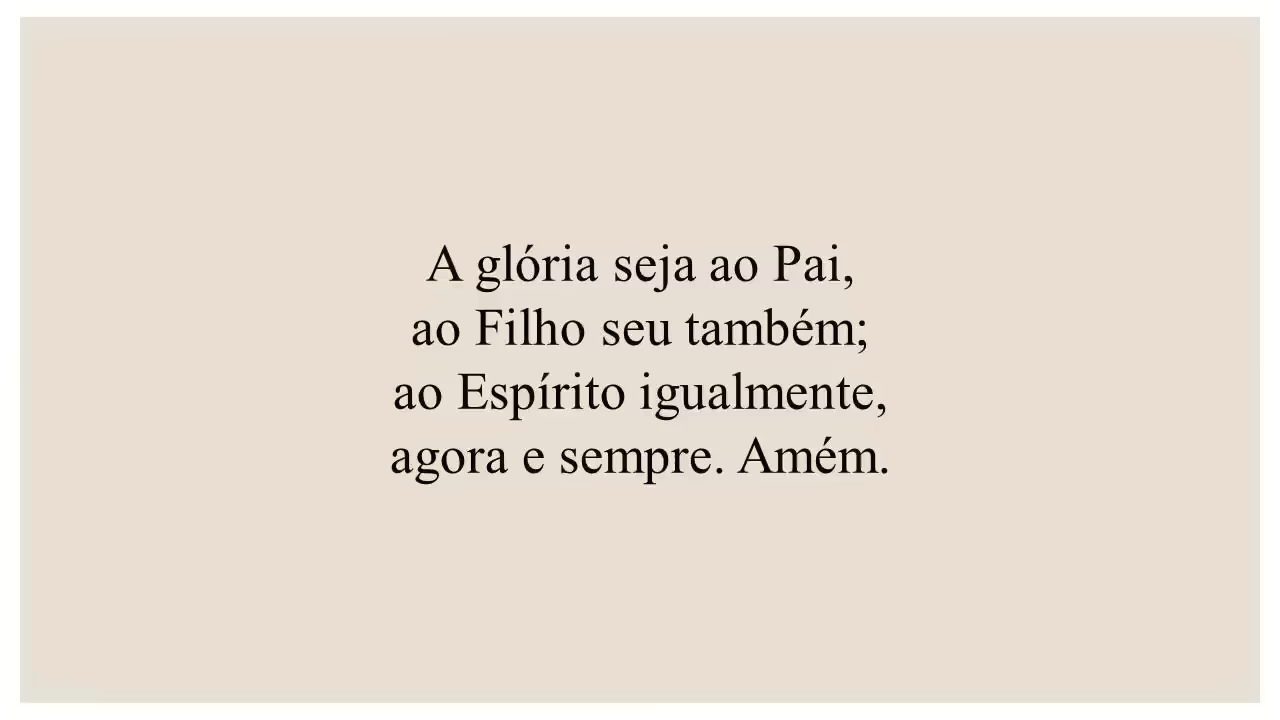 A glória seja ao Pai,
ao Filho seu também;
ao Espírito igualmente,
agora e sempre. Amém.